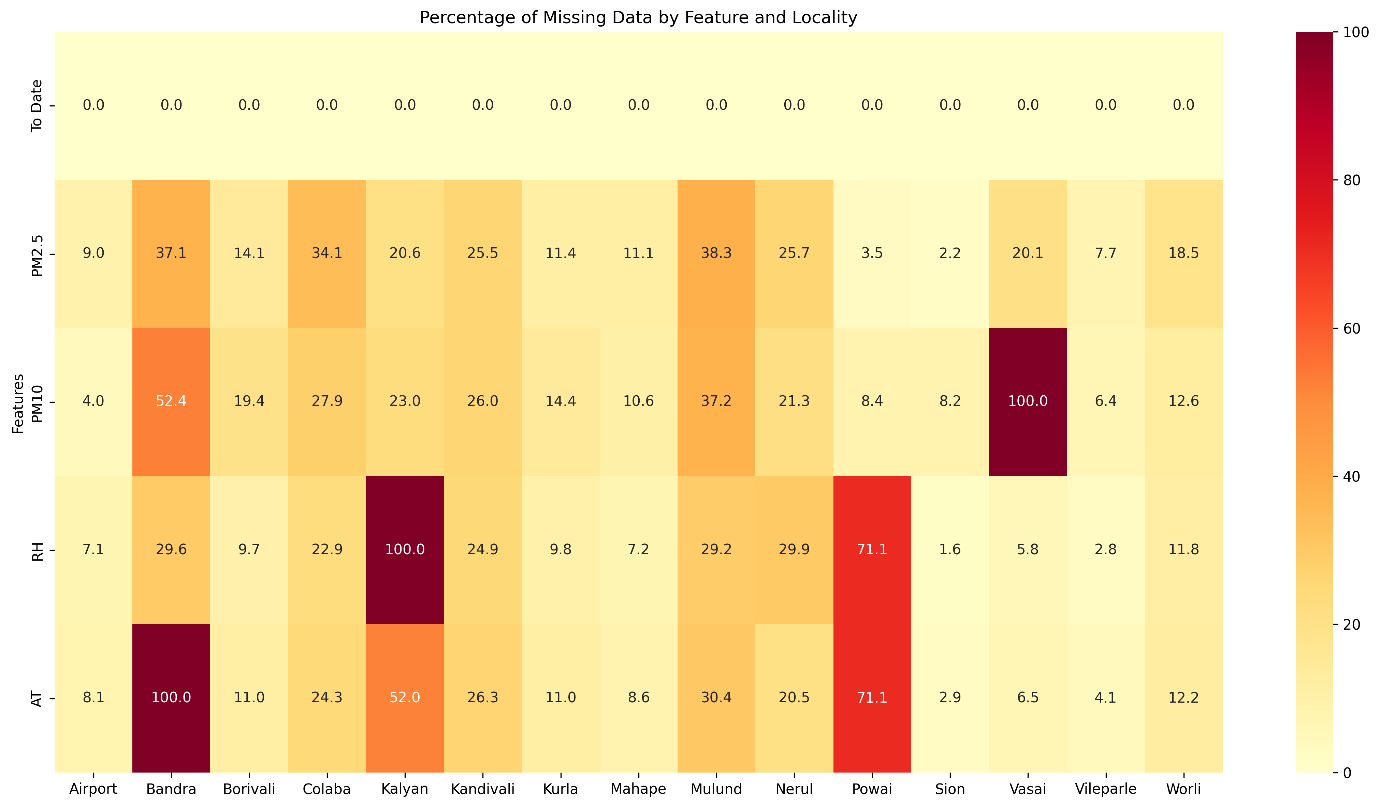 Percentage of Missing Data by Feature and Locality
Features
To Date 0.0 0.0 0.0 0.0 0.0 0.0 0.0 0.0 0.0 0.0 0.0 0.0 0.0 0.0 0.0
PM2.5 9.0 37.1 14.1 34.1 20.6 25.5 11.4 11.1 38.3 25.7 3.5 2.2 20.1 7.7 18.5
PM10 4.0 52.4 19.4 27.9 23.0 26.0 14.4 10.6 37.2 21.3 8.4 8.2 100.0 6.4 12.6
RH 7.1 29.6 9.7 22.9 100.0 24.9 9.8 7.2 29.2 29.9 71.1 1.6 5.8 2.8 11.8
AT 8.1 100.0 11.0 24.3 52.0 26.3 11.0 8.6 30.4 20.5 71.1 2.9 6.5 4.1 12.2
Airport Bandra Borivali Colaba Kalyan Kandivali Kurla Mahape Mulund Nerul Powai Sion Vasai Vileparle Worli
100
80
60
40
20
0